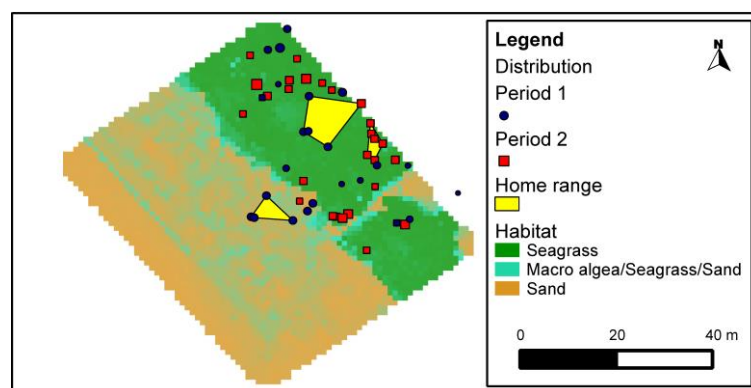 Legend
N
Distribution
Period 1
Period 2
Home range
Habitat
Seagrass
Macro algea/Seagrass/Sand
Sand
0 20 40 m